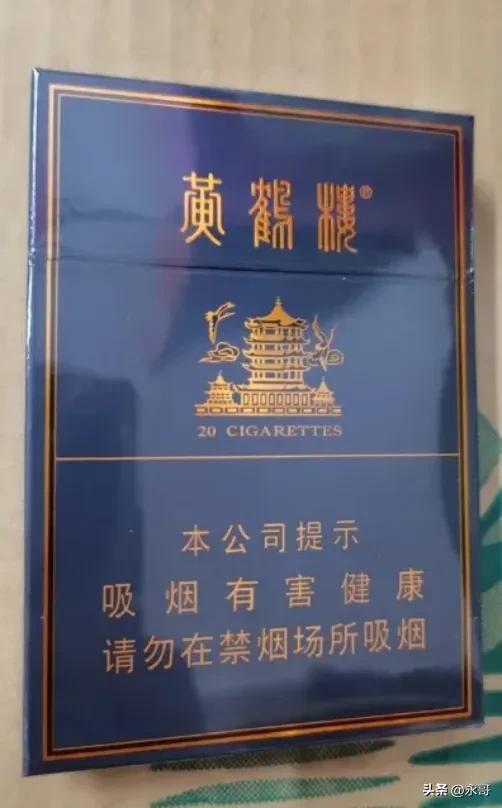 黄鹤楼®
20 CIGARETTES
本公司提示
吸烟有害健康
请勿在禁烟场所吸烟
头条 @永哥